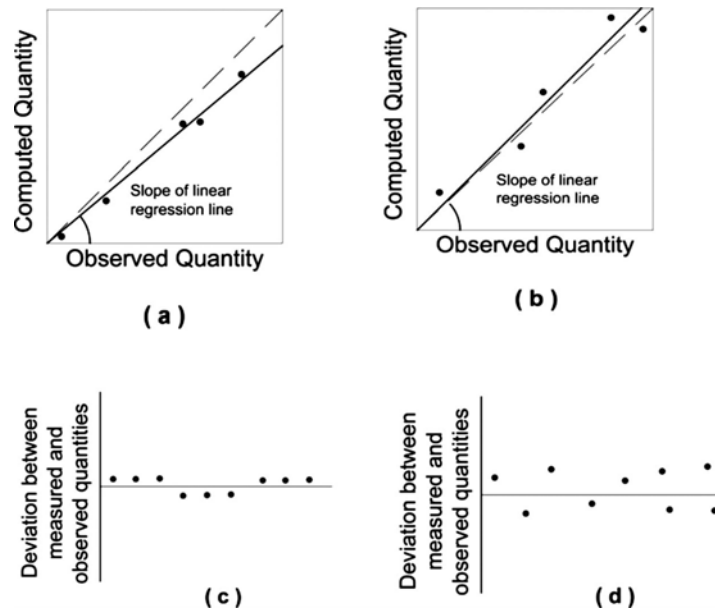 Computed Quantity
Slope of linear
regression line
Observed Quantity
( a )
Computed Quantity
Slope of linear
regression line
Observed Quantity
( b )
Deviation between
measured and
observed quantities
( c )
Deviation between
measured and
observed quantities
( d )